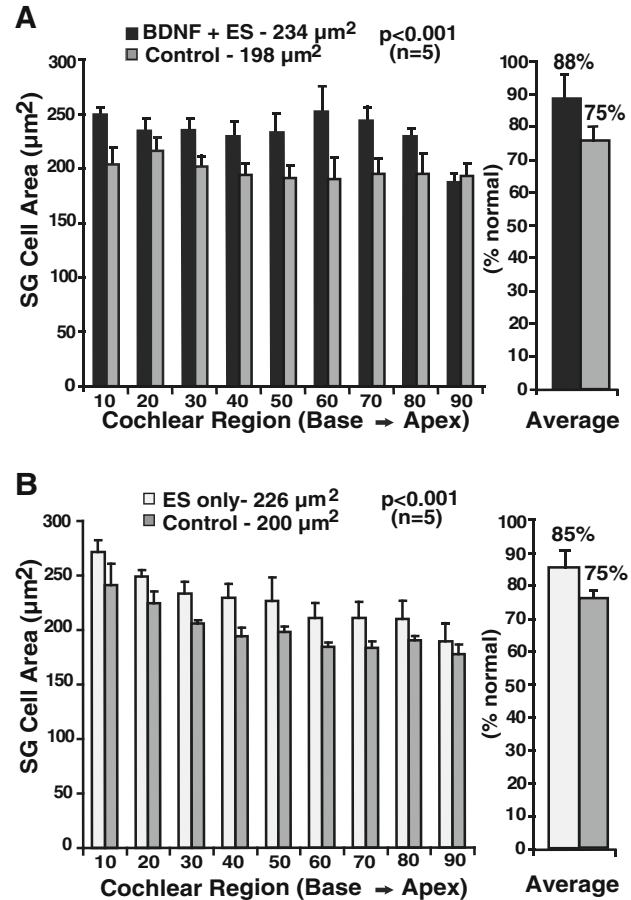 A
BDNF + ES - 234 µm2
Control - 198 µm2
p<0.001
(n=5)
SG Cell Area (µm2)
300
250
200
150
100
50
0
10 20 30 40 50 60 70 80 90
Cochlear Region (Base → Apex)
88%
75%
(% normal)
100
90
80
70
60
50
40
30
20
10
0
Average
B
ES only- 226 µm2
Control - 200 µm2
p<0.001
(n=5)
SG Cell Area (µm2)
300
250
200
150
100
50
0
10 20 30 40 50 60 70 80 90
Cochlear Region (Base → Apex)
85%
75%
(% normal)
100
90
80
70
60
50
40
30
20
10
0
Average